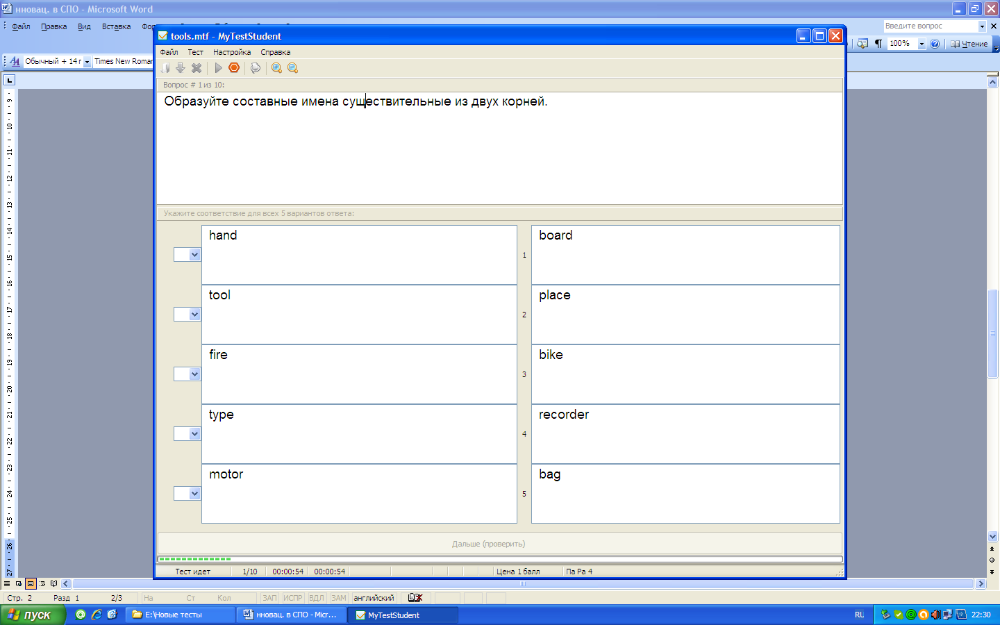 нновац. в СПО - Microsoft Word
Файл Правка Вид Вставка
Введите вопрос
tools.mtf - MyTestStudent
Файл Тест Настройка Справка
100% Чтение
Обычный + 14 г Times New Roman
Вопрос # 1 из 10:
Образуйте составные имена существительные из двух корней.
Укажите соответствие для всех 5 вариантов ответа:
hand 1 board
tool 2 place
fire 3 bike
type 4 recorder
motor 5 bag
Дальше (проверить)
Тест идет 1/10 00:00:54 00:00:54 Цена 1 балл Па Ра 4
Стр. 2 Разд 1 2/3 На Ст Кол ЗАП ИСПР ВДЛ ЗАМ английский
пуск E:\Новые тесты нновац. в СПО - Micr... MyTestStudent RU 22:30